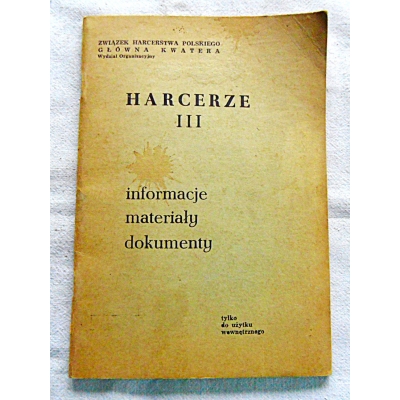 ZWIĄZEK HARCERSTWA POLSKIEGO
GŁÓWNA KWATERA
Wydział Organizacyjny
HARCERZE
III
informacje
materiały
dokumenty
tylko
do użytku
wewnętrznego